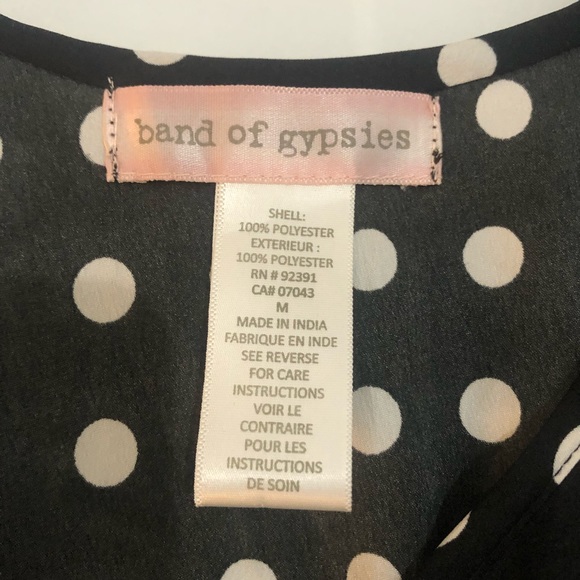 band of gypsies
SHELL:
100% POLYESTER
EXTERIEUR :
100% POLYESTER
RN # 92391
CA# 07043
M
MADE IN INDIA
FABRIQUE EN INDE
SEE REVERSE
FOR CARE
INSTRUCTIONS
VOIR LE
CONTRAIRE
POUR LES
INSTRUCTIONS
DE SOIN